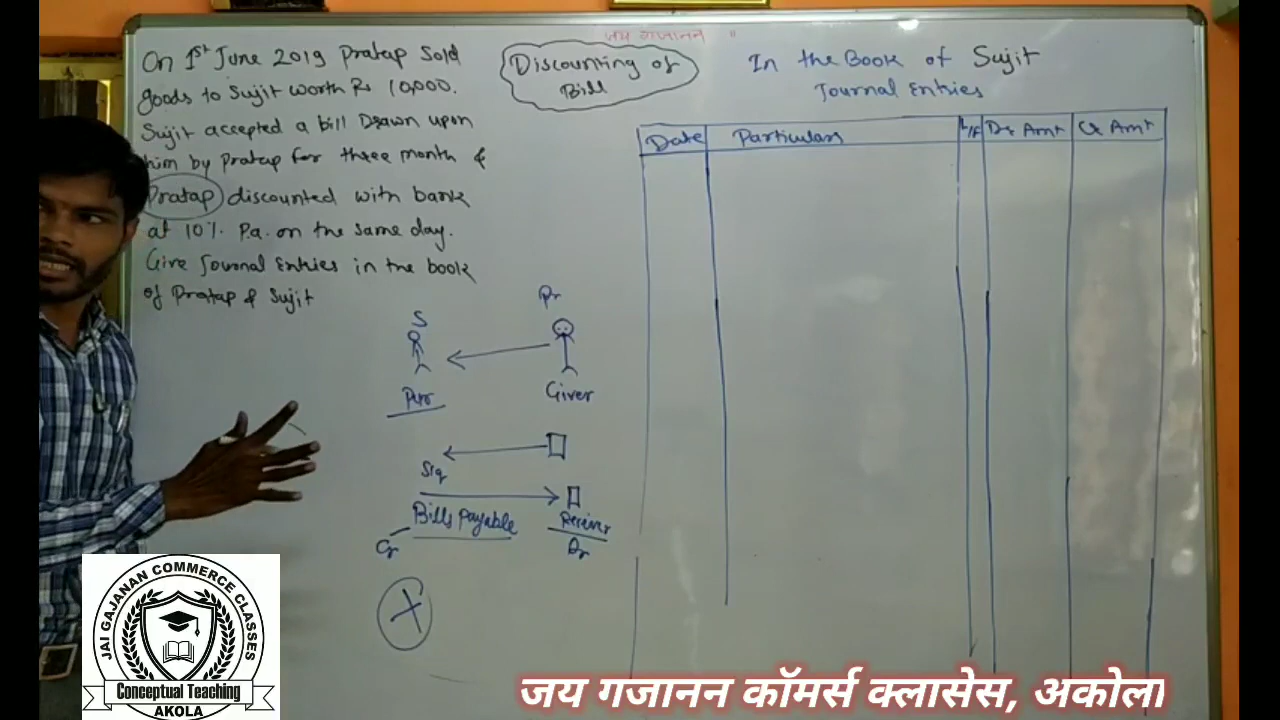 जय गजानन ॥
On 1st June 2019 Pratap Sold
goods to Sujit worth Rs 10,000.
Sujit accepted a bill Drawn upon
him by Pratap for three month &
Pratap discounted with bank
at 10% P.a. on the same day.
Give Journal Entries in the book
of Pratap & Sujit
Discounting of
Bill
In the Book of Sujit
Journal Entries
Date Particulars L/F Dr Amt Cr Amt
S Pr
Purr Giver
Sig
Bills Payable Receiver
Cr Dr
JAI GAJANAN COMMERCE CLASSES
Conceptual Teaching
AKOLA
जय गजानन कॉमर्स क्लासेस, अकोला